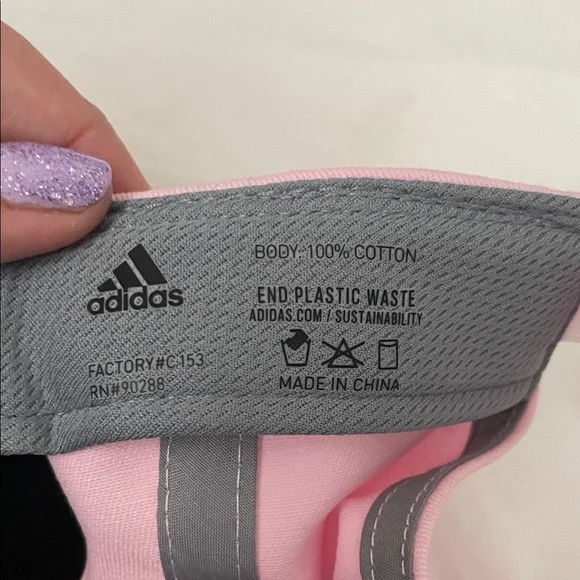 adidas
FACTORY#C153
RN#90288
BODY: 100% COTTON
END PLASTIC WASTE
ADIDAS.COM / SUSTAINABILITY
MADE IN CHINA